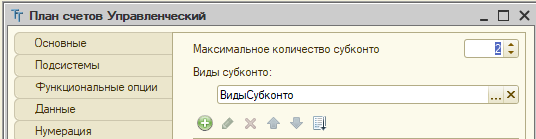 План счетов Управленческий
Основные
Подсистемы
Функциональные опции
Данные
Нумерация
Максимальное количество субконто 2
Виды субконто:
ВидыСубконто ...